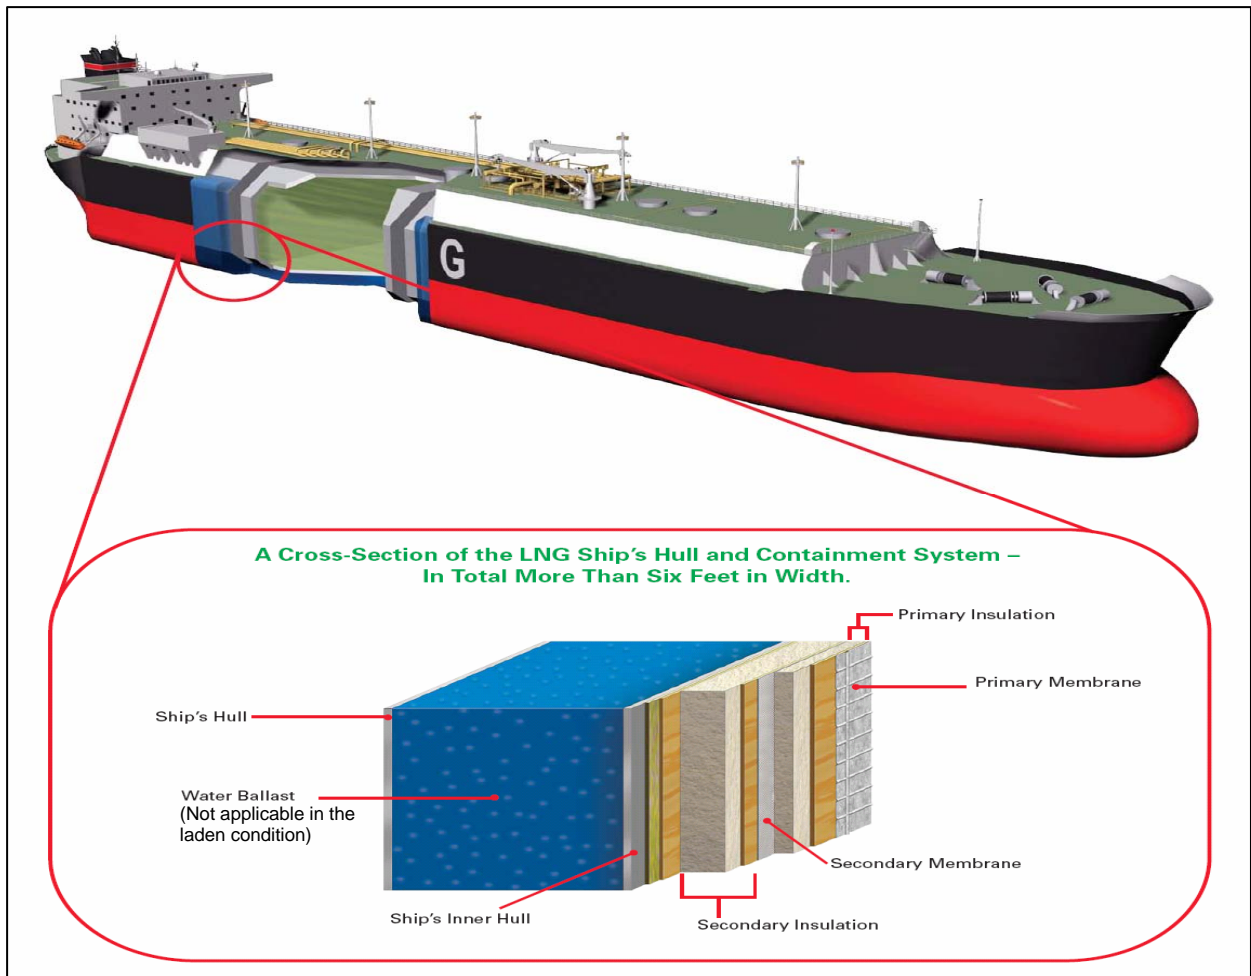 G
A Cross-Section of the LNG Ship's Hull and Containment System –
In Total More Than Six Feet in Width.
Primary Insulation
Primary Membrane
Ship's Hull
Water Ballast
(Not applicable in the
laden condition)
Secondary Membrane
Ship's Inner Hull
Secondary Insulation